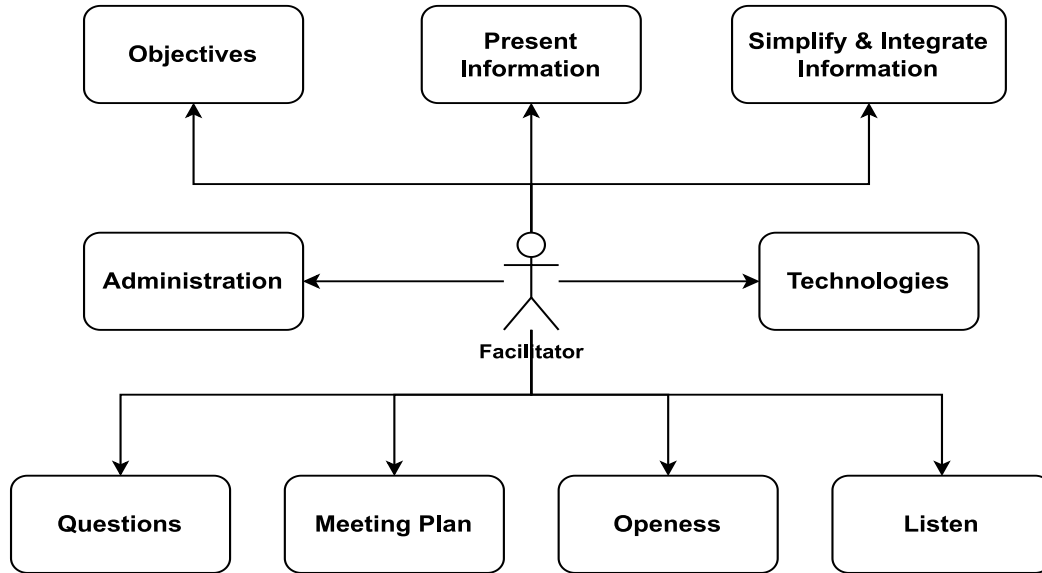 Objectives
Present
Information
Simplify & Integrate
Information
Administration
Technologies
Facilitator
Questions
Meeting Plan
Openess
Listen